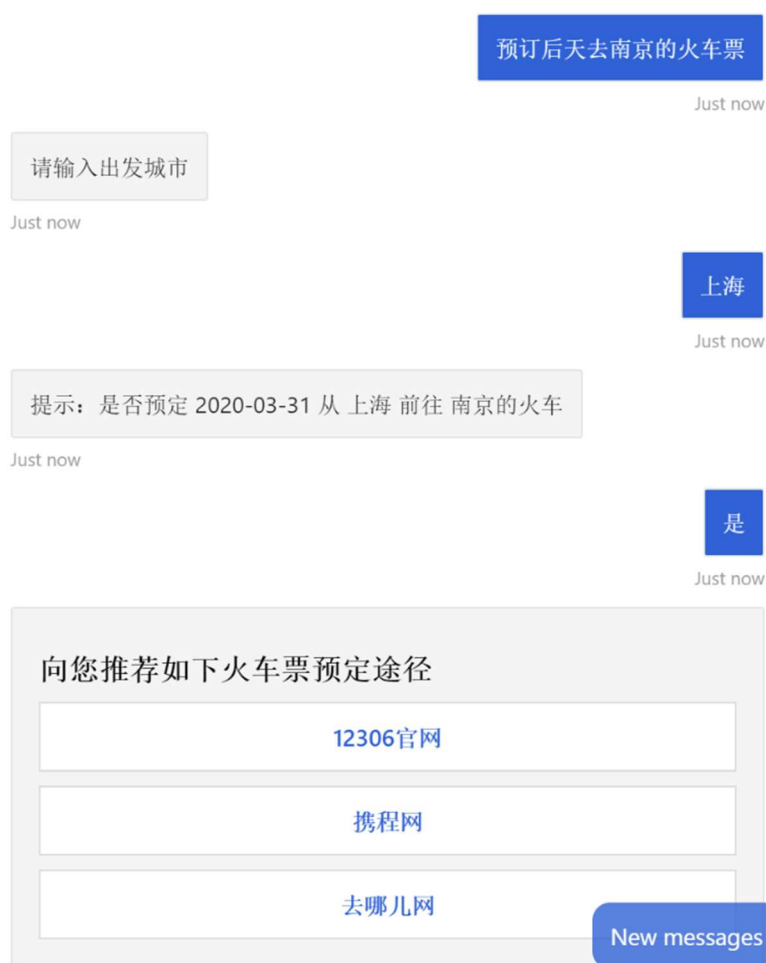 预订后天去南京的火车票
Just now
请输入出发城市
Just now
上海
Just now
提示：是否预定 2020-03-31 从 上海 前往 南京的火车
Just now
是
Just now
向您推荐如下火车票预定途径
12306官网
携程网
去哪儿网
New messages